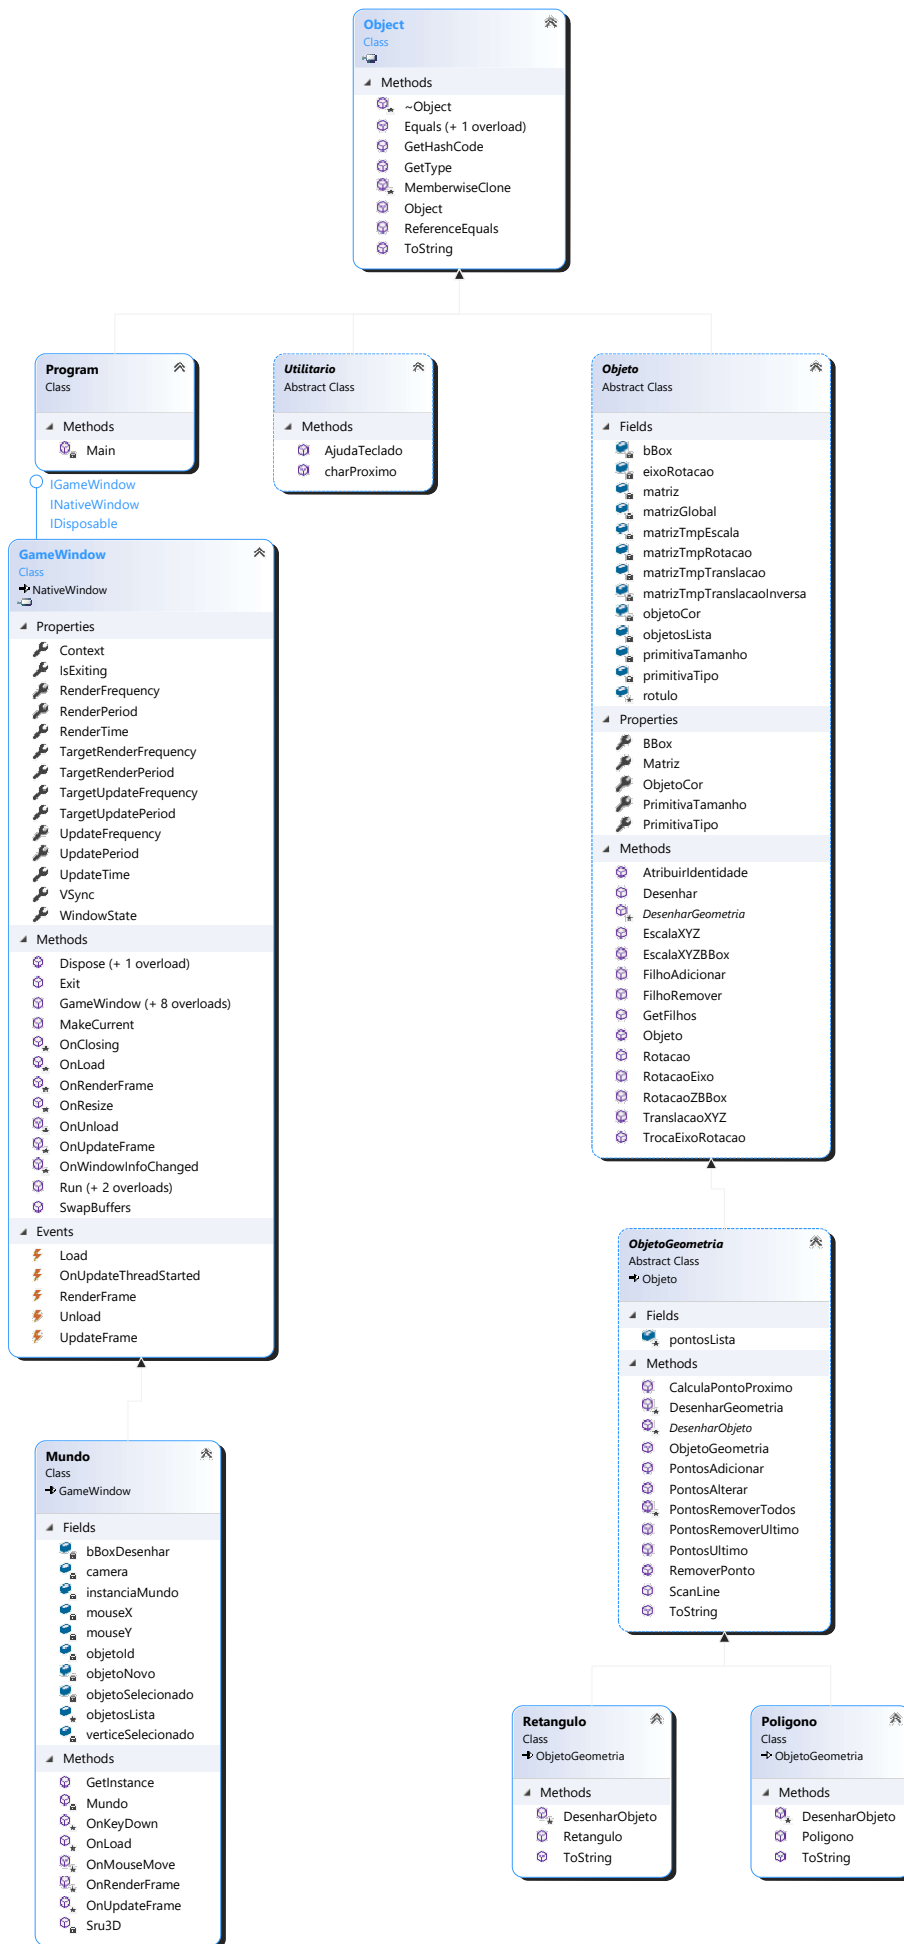 Object
Class
Methods
~Object
Equals (+ 1 overload)
GetHashCode
GetType
MemberwiseClone
Object
ReferenceEquals
ToString
Program
Class
Methods
Main
Utilitario
Abstract Class
Methods
AjudaTeclado
charProximo
Objeto
Abstract Class
Fields
bBox
eixoRotacao
matriz
matrizGlobal
matrizTmpEscala
matrizTmpRotacao
matrizTmpTranslacao
matrizTmpTranslacaoInversa
objetoCor
objetosLista
primitivaTamanho
primitivaTipo
rotulo
Properties
BBox
Matriz
ObjetoCor
PrimitivaTamanho
PrimitivaTipo
Methods
AtribuirIdentidade
Desenhar
DesenharGeometria
EscalaXYZ
EscalaXYZBBox
FilhoAdicionar
FilhoRemover
GetFilhos
Objeto
Rotacao
RotacaoEixo
RotacaoZBBox
TranslacaoXYZ
TrocaEixoRotacao
IGameWindow
INativeWindow
IDisposable
GameWindow
Class
NativeWindow
Properties
Context
IsExiting
RenderFrequency
RenderPeriod
RenderTime
TargetRenderFrequency
TargetRenderPeriod
TargetUpdateFrequency
TargetUpdatePeriod
UpdateFrequency
UpdatePeriod
UpdateTime
VSync
WindowState
Methods
Dispose (+ 1 overload)
Exit
GameWindow (+ 8 overloads)
MakeCurrent
OnClosing
OnLoad
OnRenderFrame
OnResize
OnUnload
OnUpdateFrame
OnWindowInfoChanged
Run (+ 2 overloads)
SwapBuffers
Events
Load
OnUpdateThreadStarted
RenderFrame
Unload
UpdateFrame
ObjetoGeometria
Abstract Class
Objeto
Fields
pontosLista
Methods
CalculaPontoProximo
DesenharGeometria
DesenharObjeto
ObjetoGeometria
PontosAdicionar
PontosAlterar
PontosRemoverTodos
PontosRemoverUltimo
PontosUltimo
RemoverPonto
ScanLine
ToString
Mundo
Class
GameWindow
Fields
bBoxDesenhar
camera
instanciaMundo
mouseX
mouseY
objetoId
objetoNovo
objetoSelecionado
objetosLista
verticeSelecionado
Methods
GetInstance
Mundo
OnKeyDown
OnLoad
OnMouseMove
OnRenderFrame
OnUpdateFrame
Sru3D
Retangulo
Class
ObjetoGeometria
Methods
DesenharObjeto
Retangulo
ToString
Poligono
Class
ObjetoGeometria
Methods
DesenharObjeto
Poligono
ToString